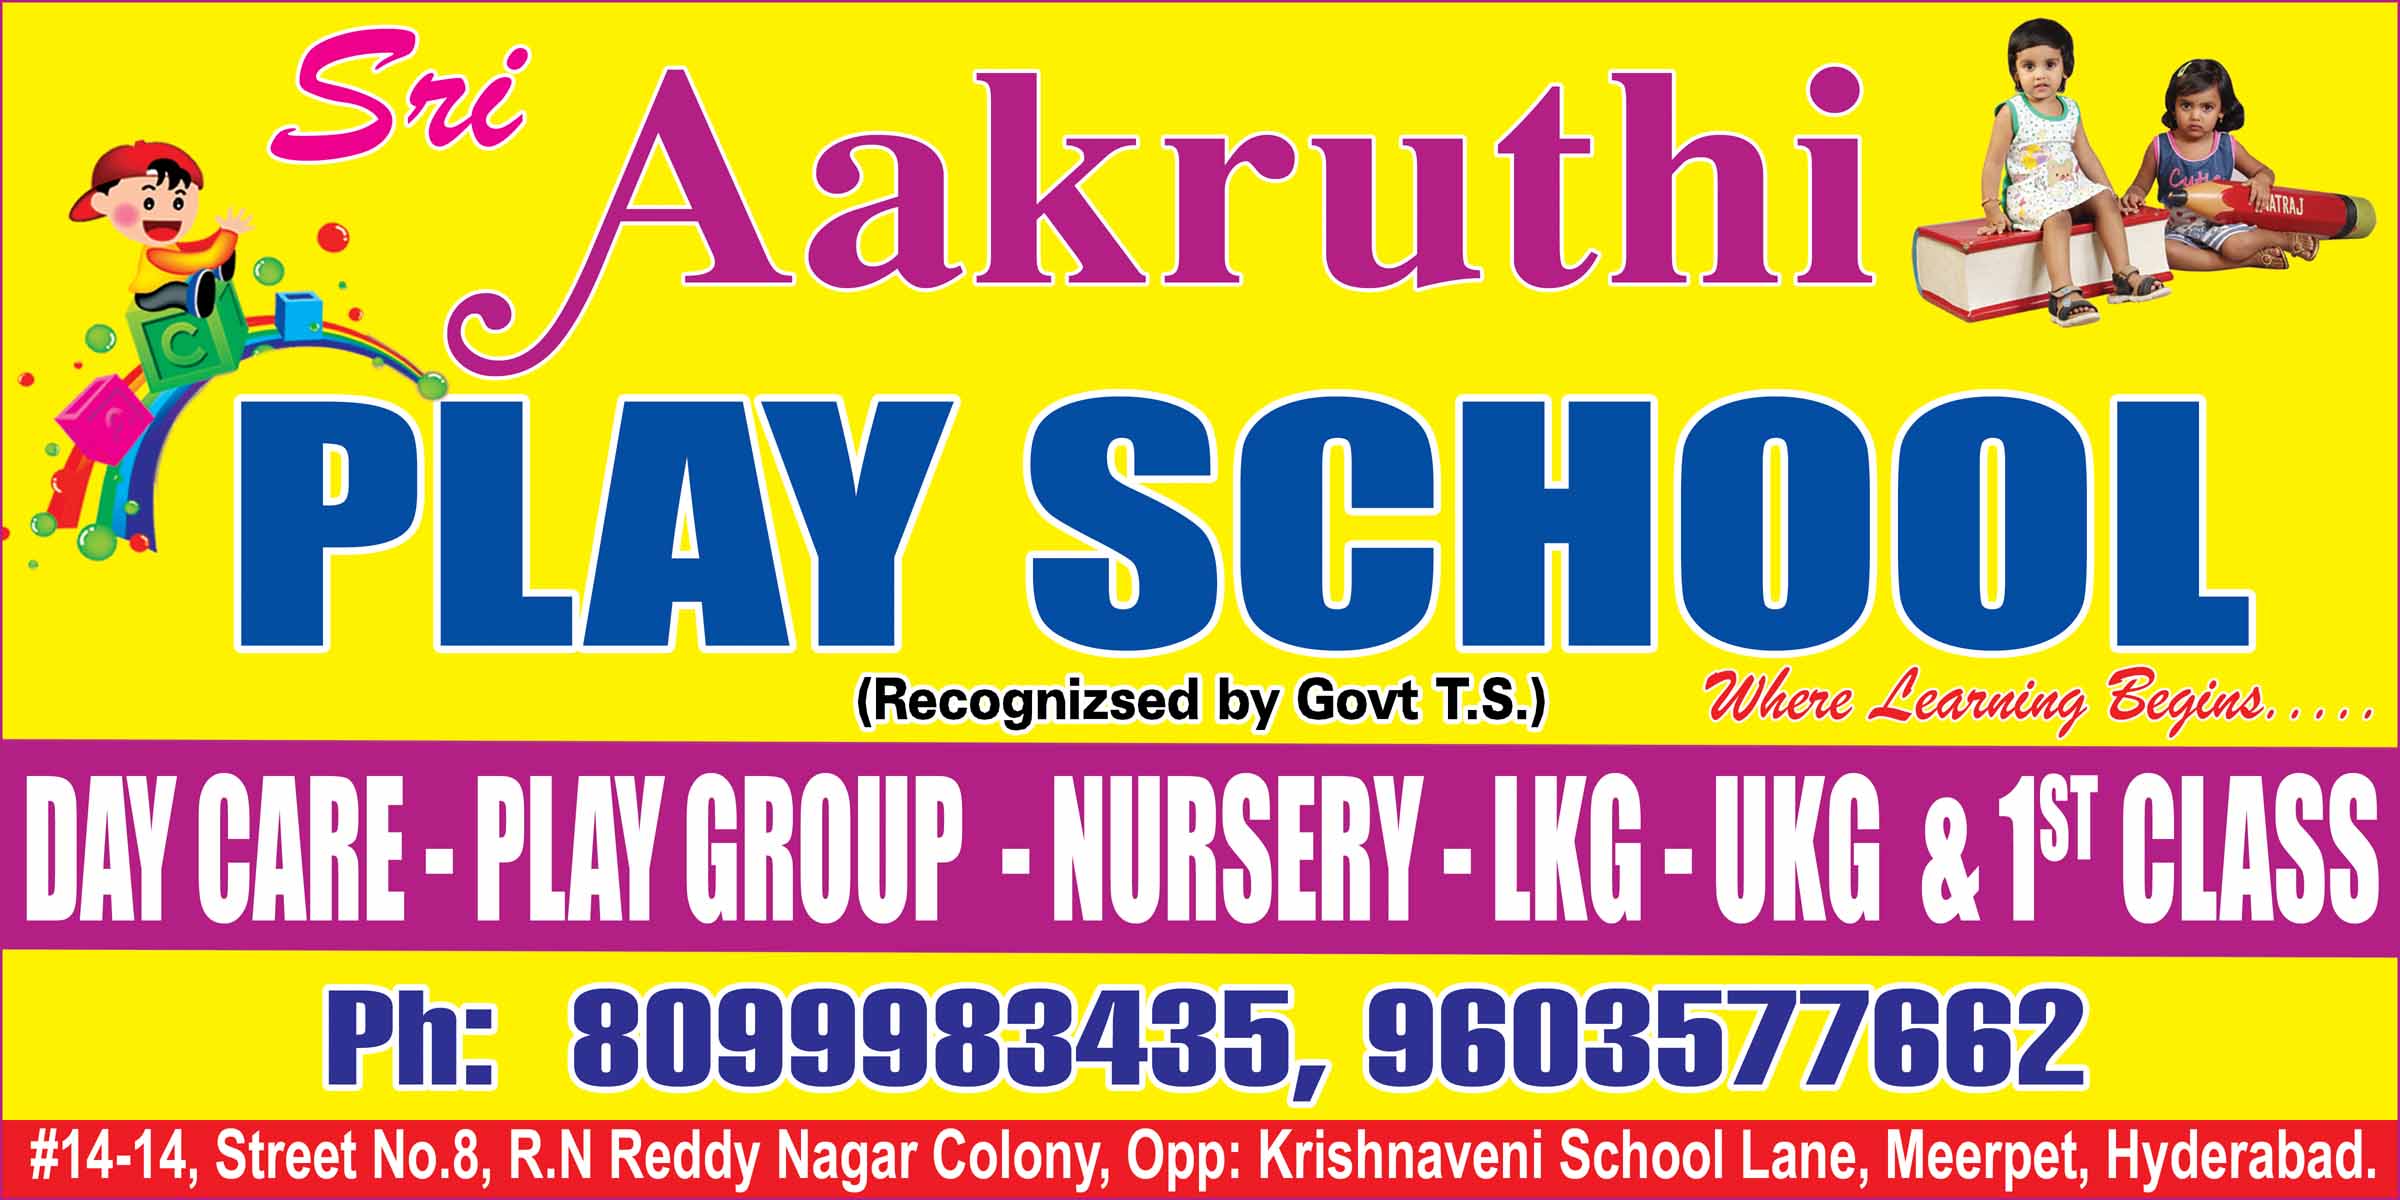 Sri Aakruthi
PLAY SCHOOL
(Recognizsed by Govt T.S.)
Where Learning Begins.....
DAY CARE - PLAY GROUP - NURSERY - LKG - UKG & 1ST CLASS
Ph: 8099983435, 9603577662
#14-14, Street No.8, R.N Reddy Nagar Colony, Opp: Krishnaveni School Lane, Meerpet, Hyderabad.
C